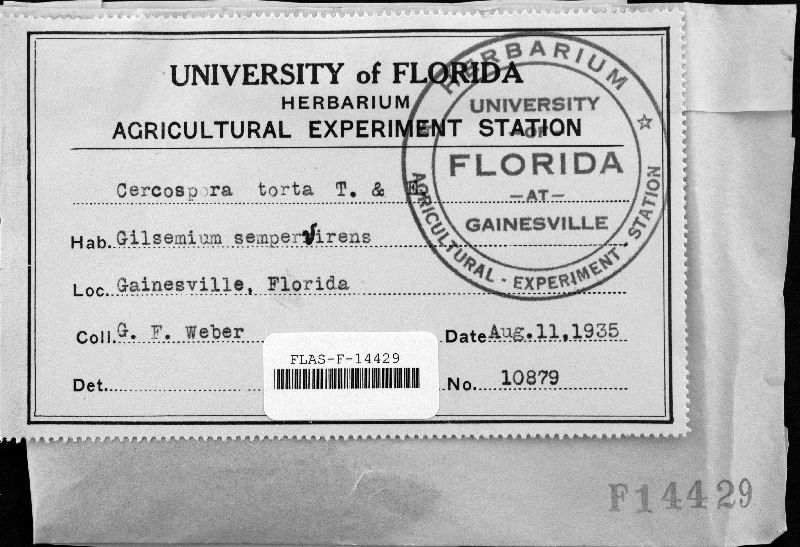 UNIVERSITY of FLORIDA
HERBARIUM
AGRICULTURAL EXPERIMENT STATION
Cercospora torta T. & E.
Hab. Gilsemium sempervirens
Loc. Gainesville, Florida
Coll. G. F. Weber
Date Aug. 11, 1935
Det.
No. 10879
FLAS-F-14429
HERBARIUM
UNIVERSITY
OF
FLORIDA
—AT—
GAINESVILLE
AGRICULTURAL - EXPERIMENT - STATION
F14429